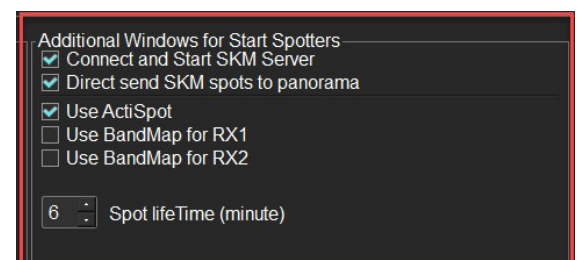 Additional Windows for Start Spotters
Connect and Start SKM Server
Direct send SKM spots to panorama
Use ActiSpot
Use BandMap for RX1
Use BandMap for RX2
6 Spot lifeTime (minute)